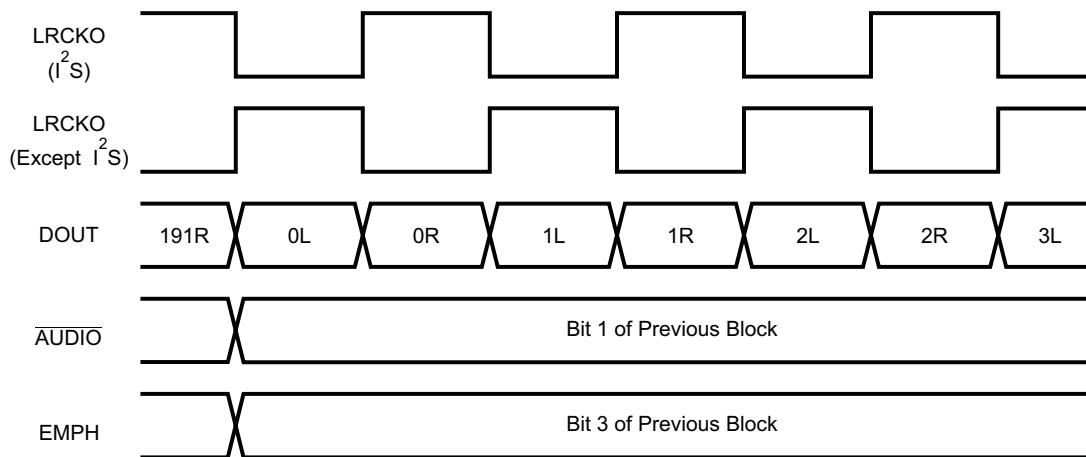 LRCKO
(I²S)
LRCKO
(Except I²S)
DOUT 191R 0L 0R 1L 1R 2L 2R 3L
AUDIO Bit 1 of Previous Block
EMPH Bit 3 of Previous Block